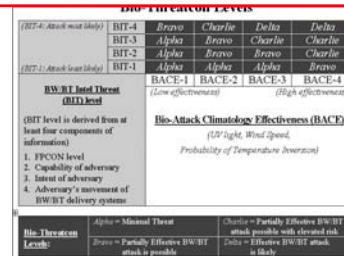 Bio-Threatcon Levels
(BIT-4: Attack most likely) BIT-4 Bravo Charlie Delta Delta
BIT-3 Alpha Bravo Charlie Charlie
BIT-2 Alpha Bravo Bravo Charlie
(BIT-1: Attack least likely) BIT-1 Alpha Alpha Alpha Bravo
BACE-1 BACE-2 BACE-3 BACE-4
(Low effectiveness) (High effectiveness
BW/BT Intel Threat
(BIT) level
(BIT level is derived from at
least four components of
information)
1. FPCON level
2. Capability of adversary
3. Intent of adversary
4. Adversary's movement of
BW/BT delivery systems
Bio-Attack Climatology Effectiveness (BACE)
(UV light, Wind Speed,
Probability of Temperature Inversion)
Bio-Threatcon
Levels:
Alpha = Minimal Threat
Bravo = Partially Effective BW/BT
attack is possible
Charlie = Partially Effective BW/BT
attack possible with elevated risk
Delta = Effective BW/BT attack
is likely